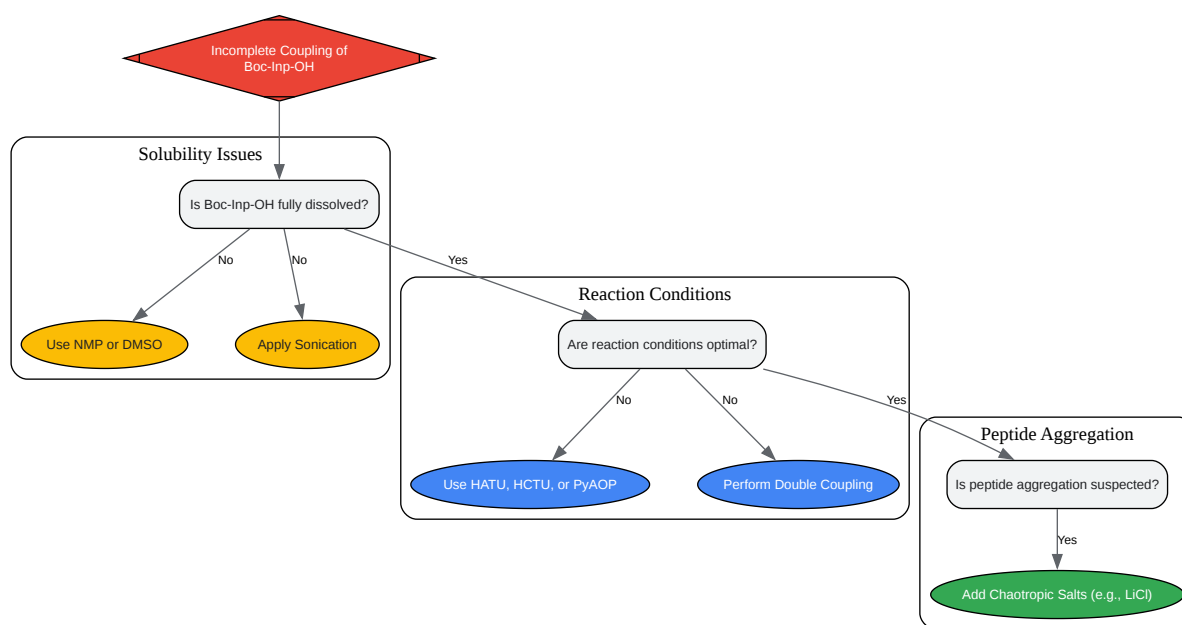 Incomplete Coupling of
Boc-Inp-OH
Solubility Issues
Is Boc-Inp-OH fully dissolved?
No
No
Yes
Use NMP or DMSO
Apply Sonication
Reaction Conditions
Are reaction conditions optimal?
No
No
Yes
Use HATU, HCTU, or PyAOP
Perform Double Coupling
Peptide Aggregation
Is peptide aggregation suspected?
Yes
Add Chaotropic Salts (e.g., LiCl)